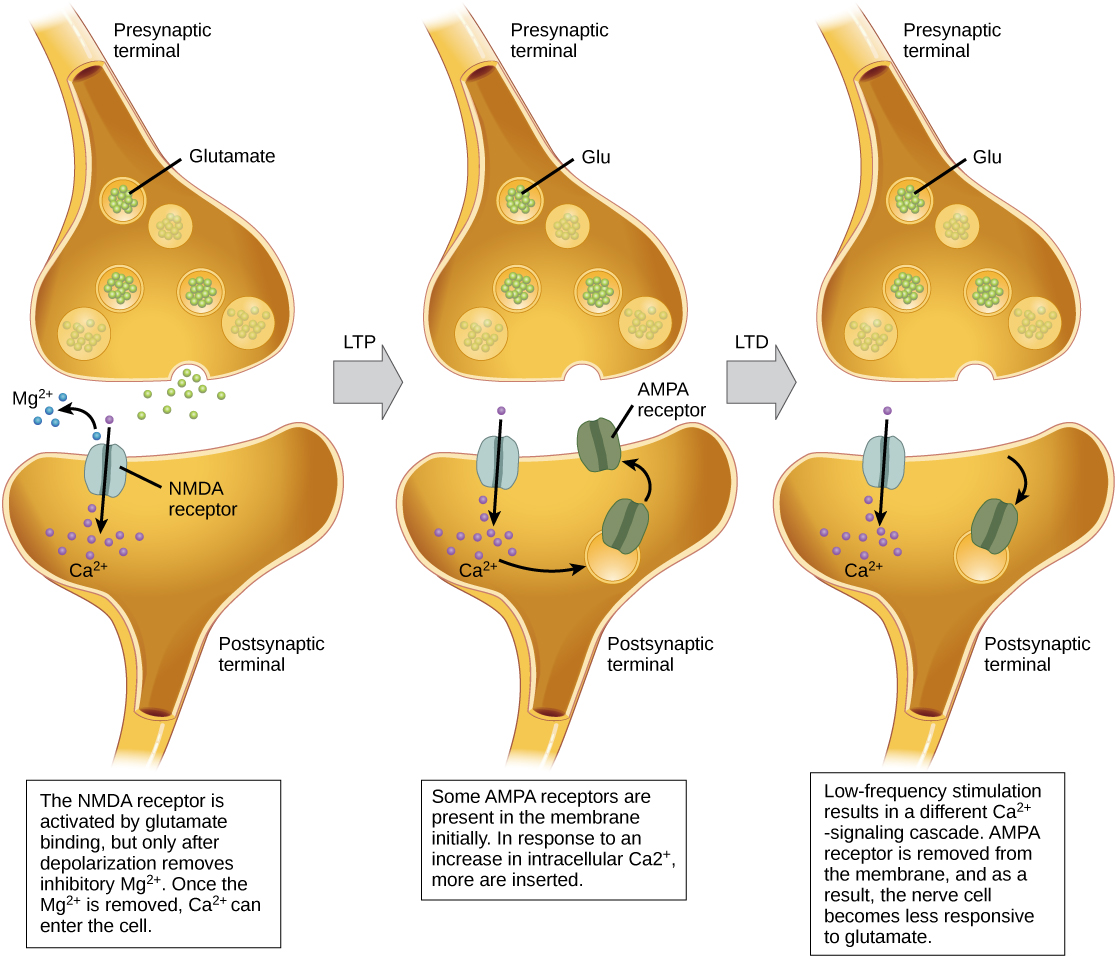 Presynaptic
terminal
Glutamate
Mg²⁺
NMDA
receptor
Ca²⁺
Postsynaptic
terminal
The NMDA receptor is
activated by glutamate
binding, but only after
depolarization removes
inhibitory Mg²⁺. Once the
Mg²⁺ is removed, Ca²⁺ can
enter the cell.
LTP
Presynaptic
terminal
Glu
AMPA
receptor
Ca²⁺
Postsynaptic
terminal
Some AMPA receptors are
present in the membrane
initially. In response to an
increase in intracellular Ca2⁺,
more are inserted.
LTD
Presynaptic
terminal
Glu
Ca²⁺
Postsynaptic
terminal
Low-frequency stimulation
results in a different Ca²⁺
-signaling cascade. AMPA
receptor is removed from
the membrane, and as a
result, the nerve cell
becomes less responsive
to glutamate.